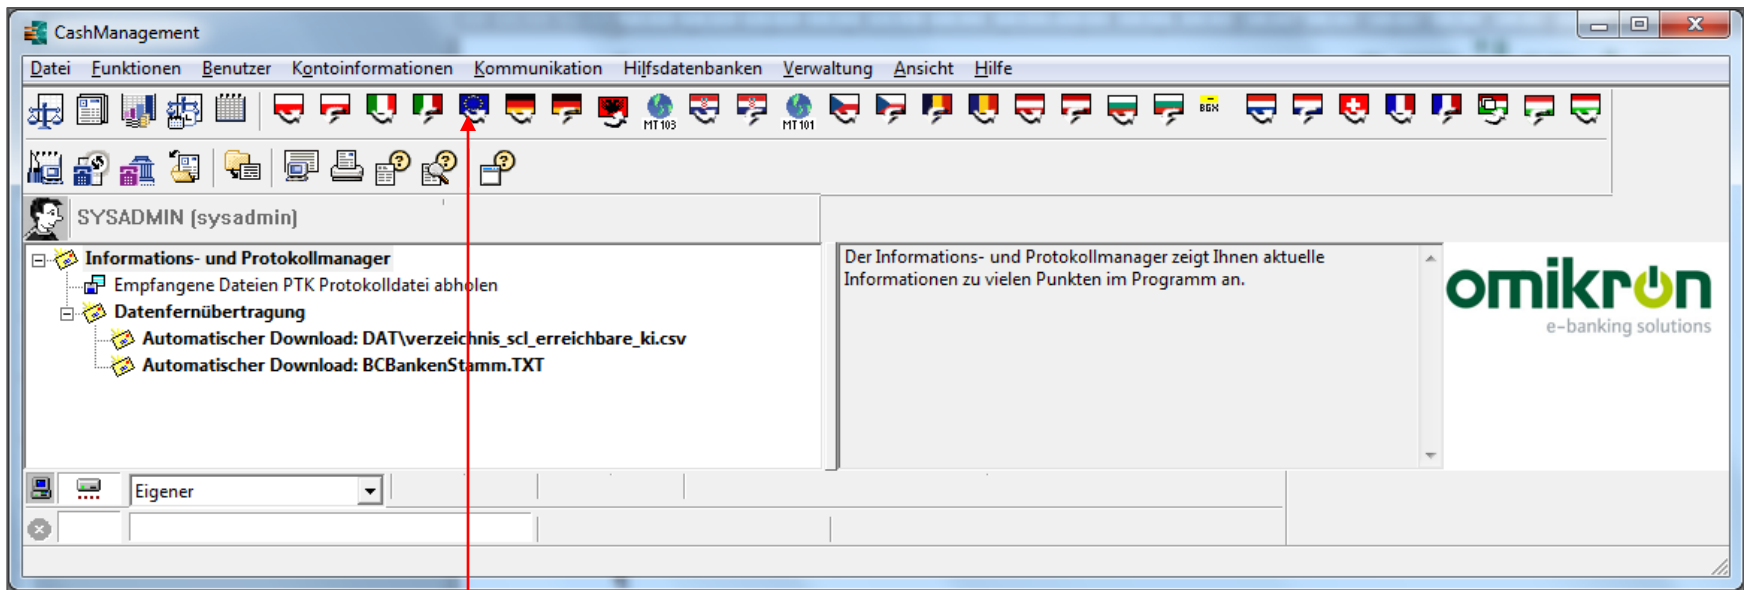 CashManagement
Datei Funktionen Benutzer Kontoinformationen Kommunikation Hilfsdatenbanken Verwaltung Ansicht Hilfe
MT103 MT101 BGX
SYSADMIN (sysadmin)
Informations- und Protokollmanager
Empfangene Dateien PTK Protokolldatei abholen
Datenfernübertragung
Automatischer Download: DAT\verzeichnis_scl_erreichbare_ki.csv
Automatischer Download: BCBankenStamm.TXT
Der Informations- und Protokollmanager zeigt Ihnen aktuelle
Informationen zu vielen Punkten im Programm an.
omikron
e-banking solutions
Eigener